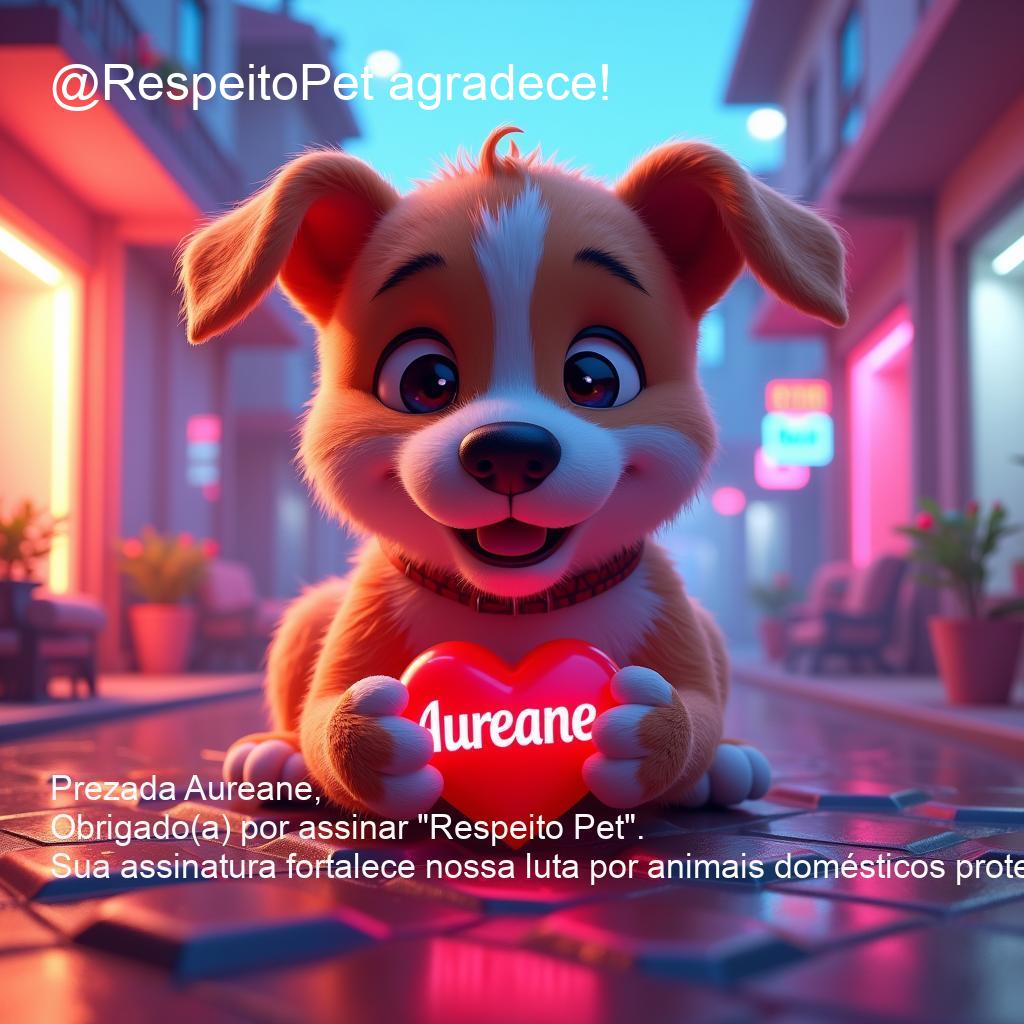 @RespeitoPet agradece!
Aureane
Prezada Aureane,
Obrigado(a) por assinar "Respeito Pet".
Sua assinatura fortalece nossa luta por animais domésticos prote